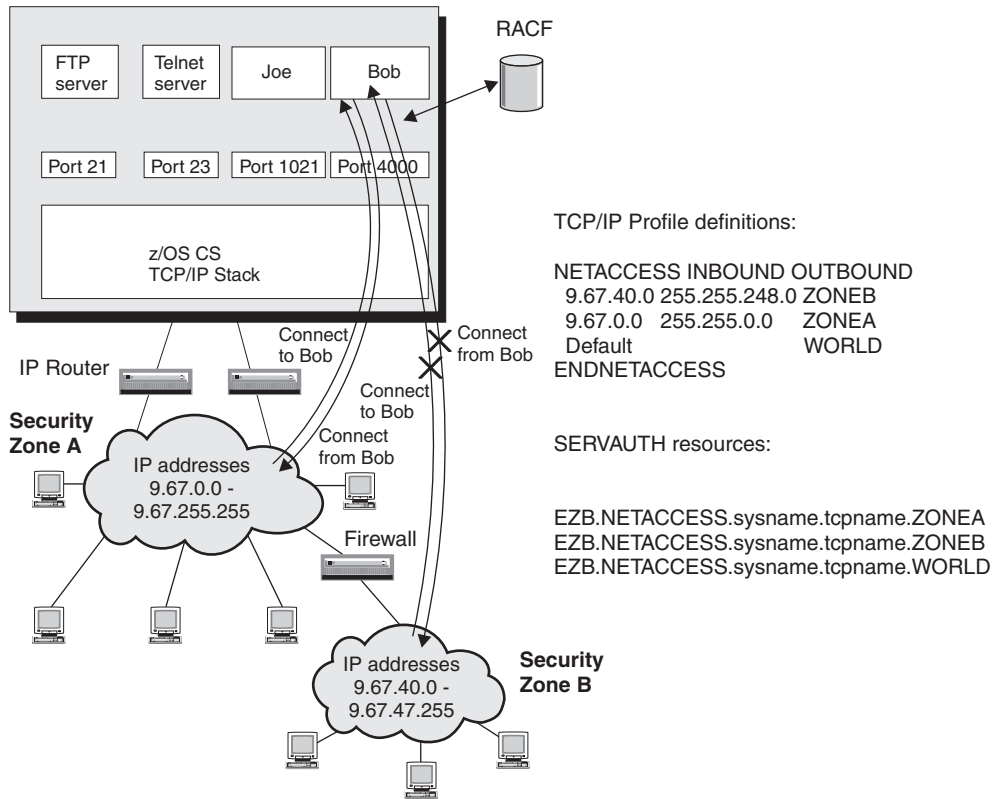 RACF
FTP
server
Telnet
server
Joe
Bob
Port 21
Port 23
Port 1021
Port 4000
z/OS CS
TCP/IP Stack
TCP/IP Profile definitions:
NETACCESS INBOUND OUTBOUND
9.67.40.0 255.255.248.0 ZONEB
9.67.0.0 255.255.0.0 ZONEA
Default WORLD
ENDNETACCESS
SERVAUTH resources:
EZB.NETACCESS.sysname.tcpname.ZONEA
EZB.NETACCESS.sysname.tcpname.ZONEB
EZB.NETACCESS.sysname.tcpname.WORLD
Connect
to Bob
Connect
from Bob
IP Router
Connect
to Bob
Security
Zone A
Connect
from Bob
IP addresses
9.67.0.0 -
9.67.255.255
Firewall
IP addresses
9.67.40.0 -
9.67.47.255
Security
Zone B